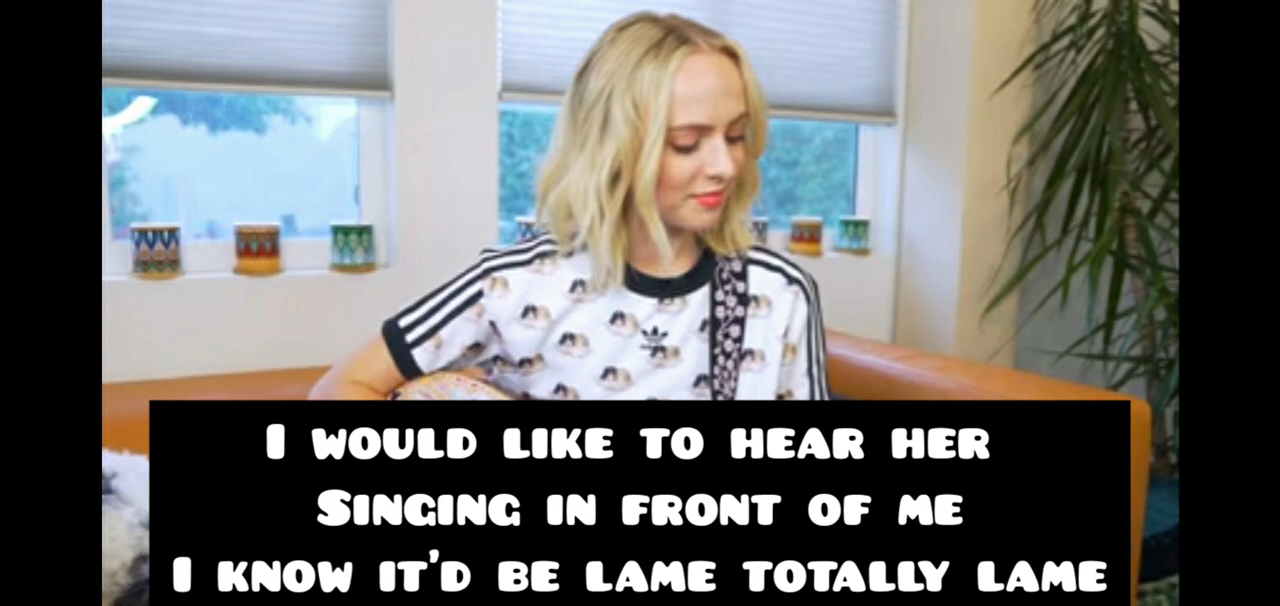 I WOULD LIKE TO HEAR HER
SINGING IN FRONT OF ME
I KNOW IT'D BE LAME TOTALLY LAME